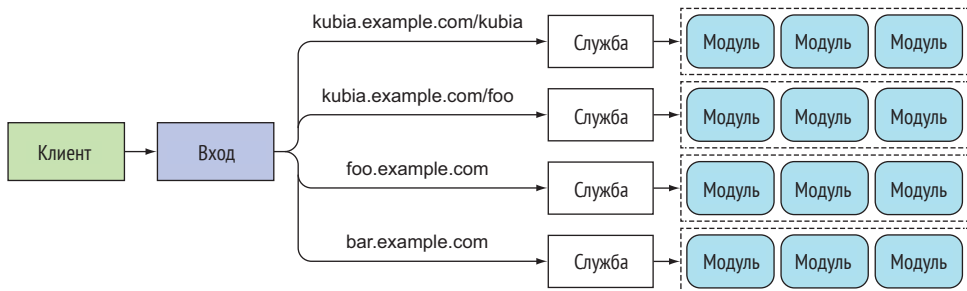 kubia.example.com/kubia
Служба
Модуль Модуль Модуль
kubia.example.com/foo
Служба
Модуль Модуль Модуль
Клиент
Вход
foo.example.com
Служба
Модуль Модуль Модуль
bar.example.com
Служба
Модуль Модуль Модуль